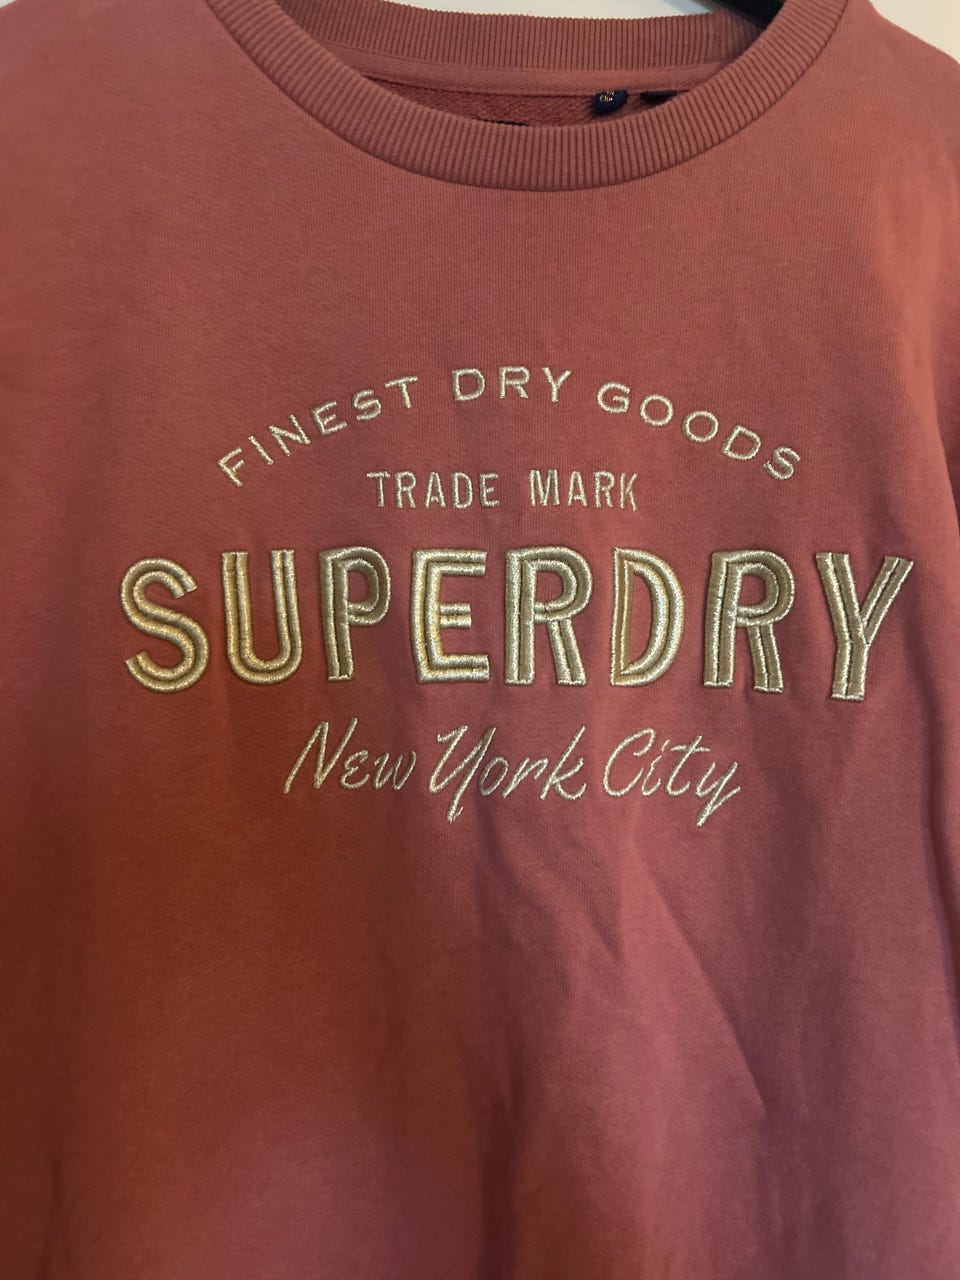 FINEST DRY GOODS
TRADE MARK
SUPERDRY
New York City